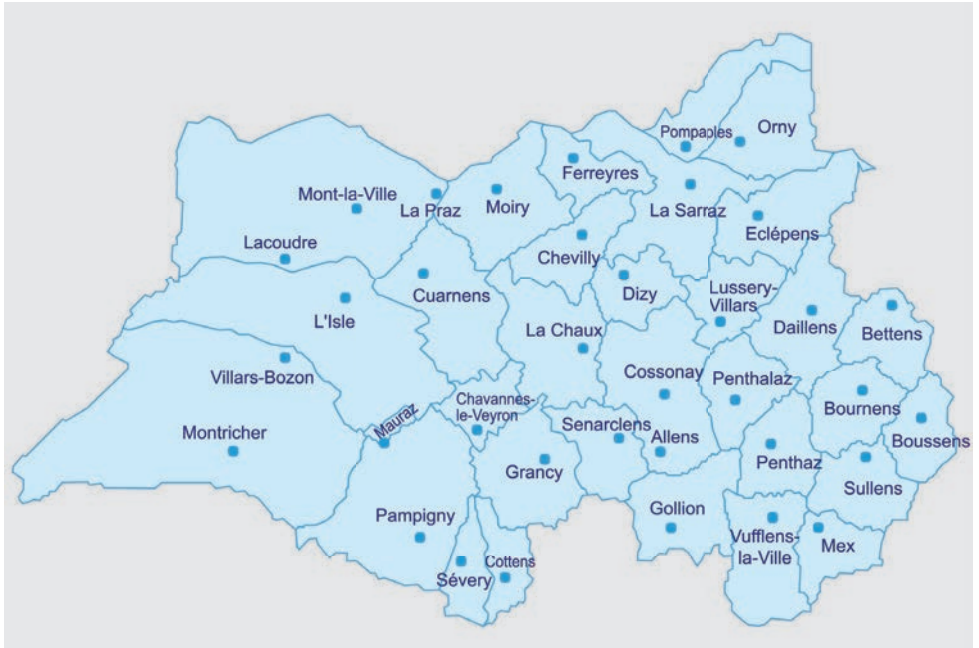 Pompaples
Orny
Ferreyres
Mont-la-Ville
La Praz
Moiry
La Sarraz
Eclépens
Lacoudre
Chevilly
Cuarnens
Dizy
Lussery-
Villars
L'Isle
La Chaux
Daillens
Bettens
Villars-Bozon
Cossonay
Penthalaz
Chavannes-
le-Veyron
Bournens
Mauraz
Montricher
Senarclens
Allens
Boussens
Grancy
Penthaz
Sullens
Pampigny
Gollion
Vufflens-
la-Ville
Mex
Sévery
Cottens